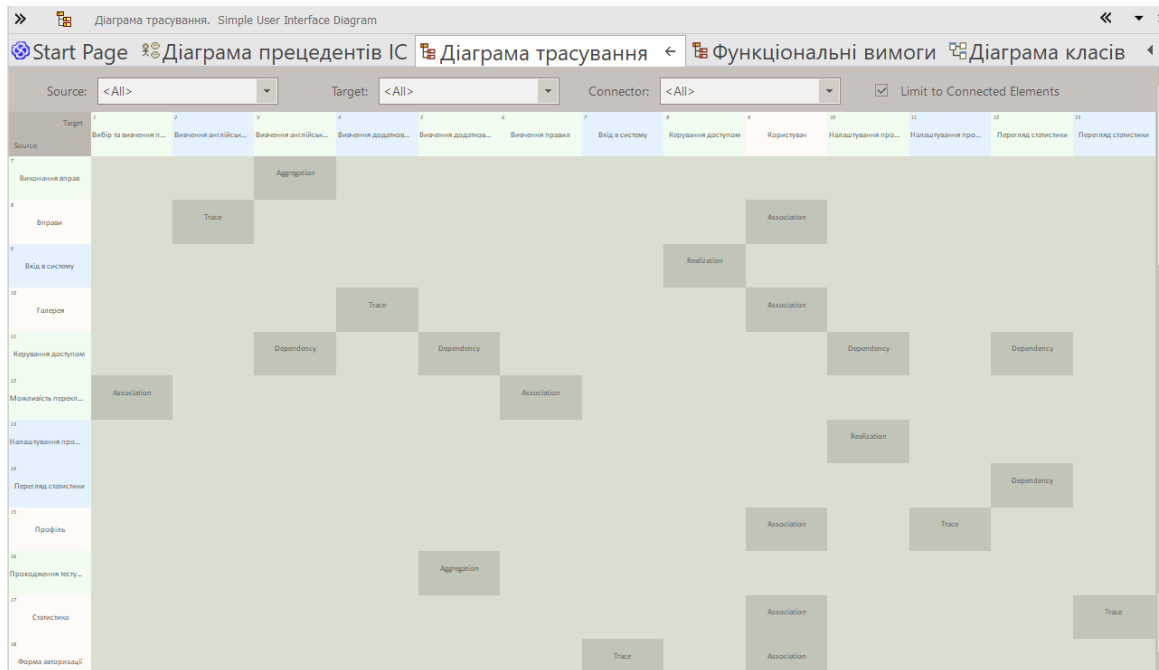 Діаграма трасування. Simple User Interface Diagram
Start Page Діаграма прецедентів ІС Діаграма трасування Функціональні вимоги Діаграма класів
Source: <All> Target: <All> Connector: <All> Limit to Connected Elements
Target
Source
1 2 3 4 5 6 7 8 9 10 11 12 13
Вибір та вивчення п... Вивчення англійськ... Вивчення англійськ... Вивчення додатков... Вивчення додатков... Вивчення правил Вхід в систему Керування доступом Користувач Налаштування про... Налаштування про... Перегляд статистики Перегляд статистики
7
Виконання вправ Aggregation
8
Вправи Trace Association
9
Вхід в систему Realization
10
Галерея Trace Association
11
Керування доступом Dependency Dependency Dependency Dependency
12
Можливість перекл... Association Association
13
Налаштування про... Realization
14
Перегляд статистики Dependency
15
Профіль Association Trace
16
Проходження тесту... Aggregation
17
Статистика Association Trace
18
Форма авторизації Trace Association